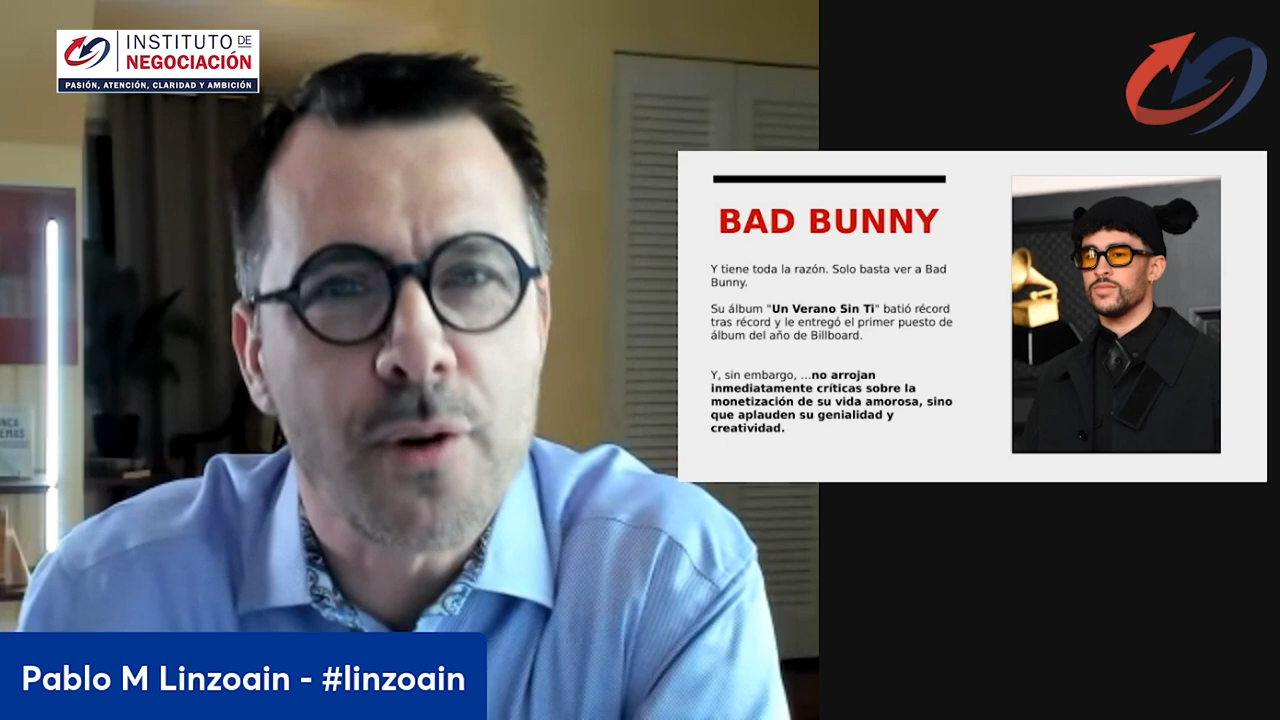 INSTITUTO DE
NEGOCIACIÓN
PASIÓN, ATENCIÓN, CLARIDAD Y AMBICIÓN
BAD BUNNY
Y tiene toda la razón. Solo basta ver a Bad
Bunny.
Su álbum "Un Verano Sin Ti" batió récord
tras récord y le entregó el primer puesto de
álbum del año de Billboard.
Y, sin embargo, ...no arrojan
inmediatamente críticas sobre la
monetización de su vida amorosa, sino
que aplauden su genialidad y
creatividad.
Pablo M Linzoain - #linzoain